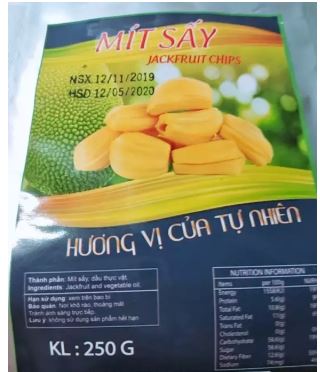 MÍT SẤY
JACKFRUIT CHIPS
NSX.12/11/2019
HSD 12/05/2020
HƯƠNG VỊ CỦA TỰ NHIÊN
Thành phần: Mít sấy, dầu thực vật.
Ingredients: Jackfruit and vegetable oil.
Hạn sử dụng: xem trên bao bì
Bảo quản: Nơi khô ráo, thoáng mát
Tránh ánh sáng trực tiếp.
Lưu ý: không sử dụng sản phẩm hết hạn
KL : 250 G
NUTRITION INFORMATION
Items per 100g
Energy
Protein
Saturated Fat
Trans Fat
Cholesterol
Carbohydrate
Sugar
Dietary Fiber
Sodium